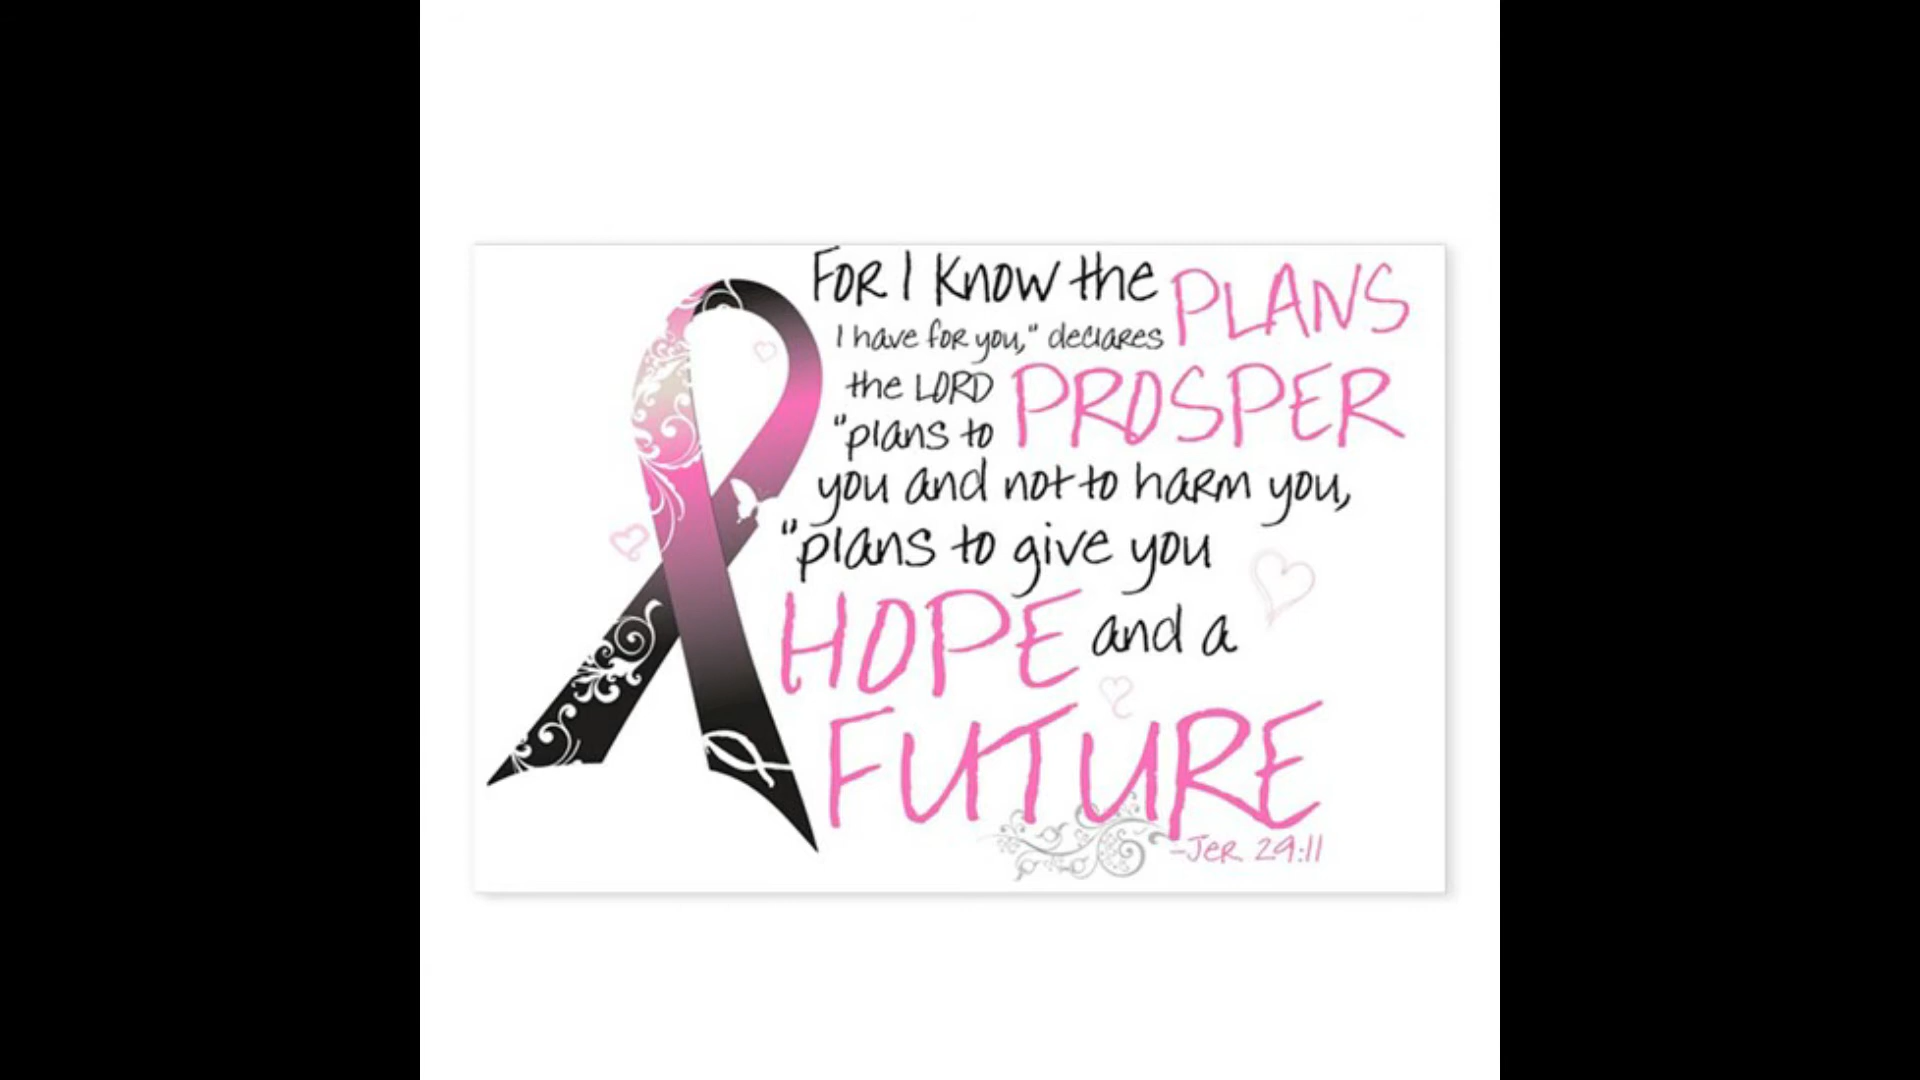 FOR I KNOW the PLANS
I have for you," declares
the LORD PROSPER
"plans to
you and not to harm you,
"plans to give you
HOPE and a
FUTURE
-Jer. 29:11